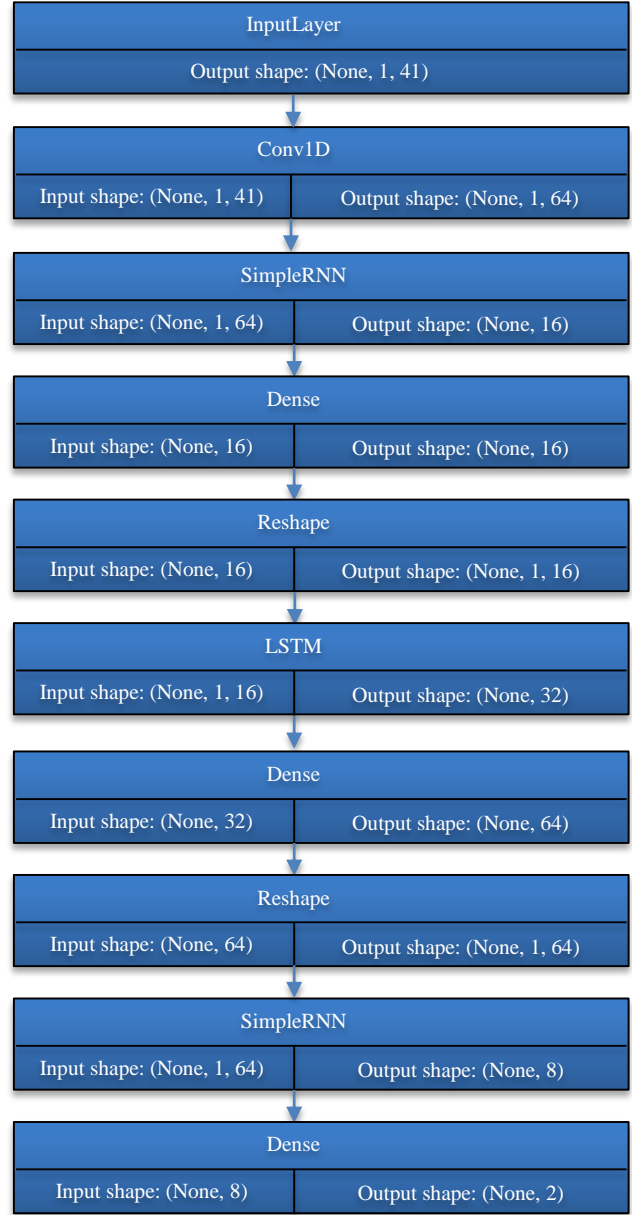 InputLayer
Output shape: (None, 1, 41)
Conv1D
Input shape: (None, 1, 41) Output shape: (None, 1, 64)
SimpleRNN
Input shape: (None, 1, 64) Output shape: (None, 16)
Dense
Input shape: (None, 16) Output shape: (None, 16)
Reshape
Input shape: (None, 16) Output shape: (None, 1, 16)
LSTM
Input shape: (None, 1, 16) Output shape: (None, 32)
Dense
Input shape: (None, 32) Output shape: (None, 64)
Reshape
Input shape: (None, 64) Output shape: (None, 1, 64)
SimpleRNN
Input shape: (None, 1, 64) Output shape: (None, 8)
Dense
Input shape: (None, 8) Output shape: (None, 2)